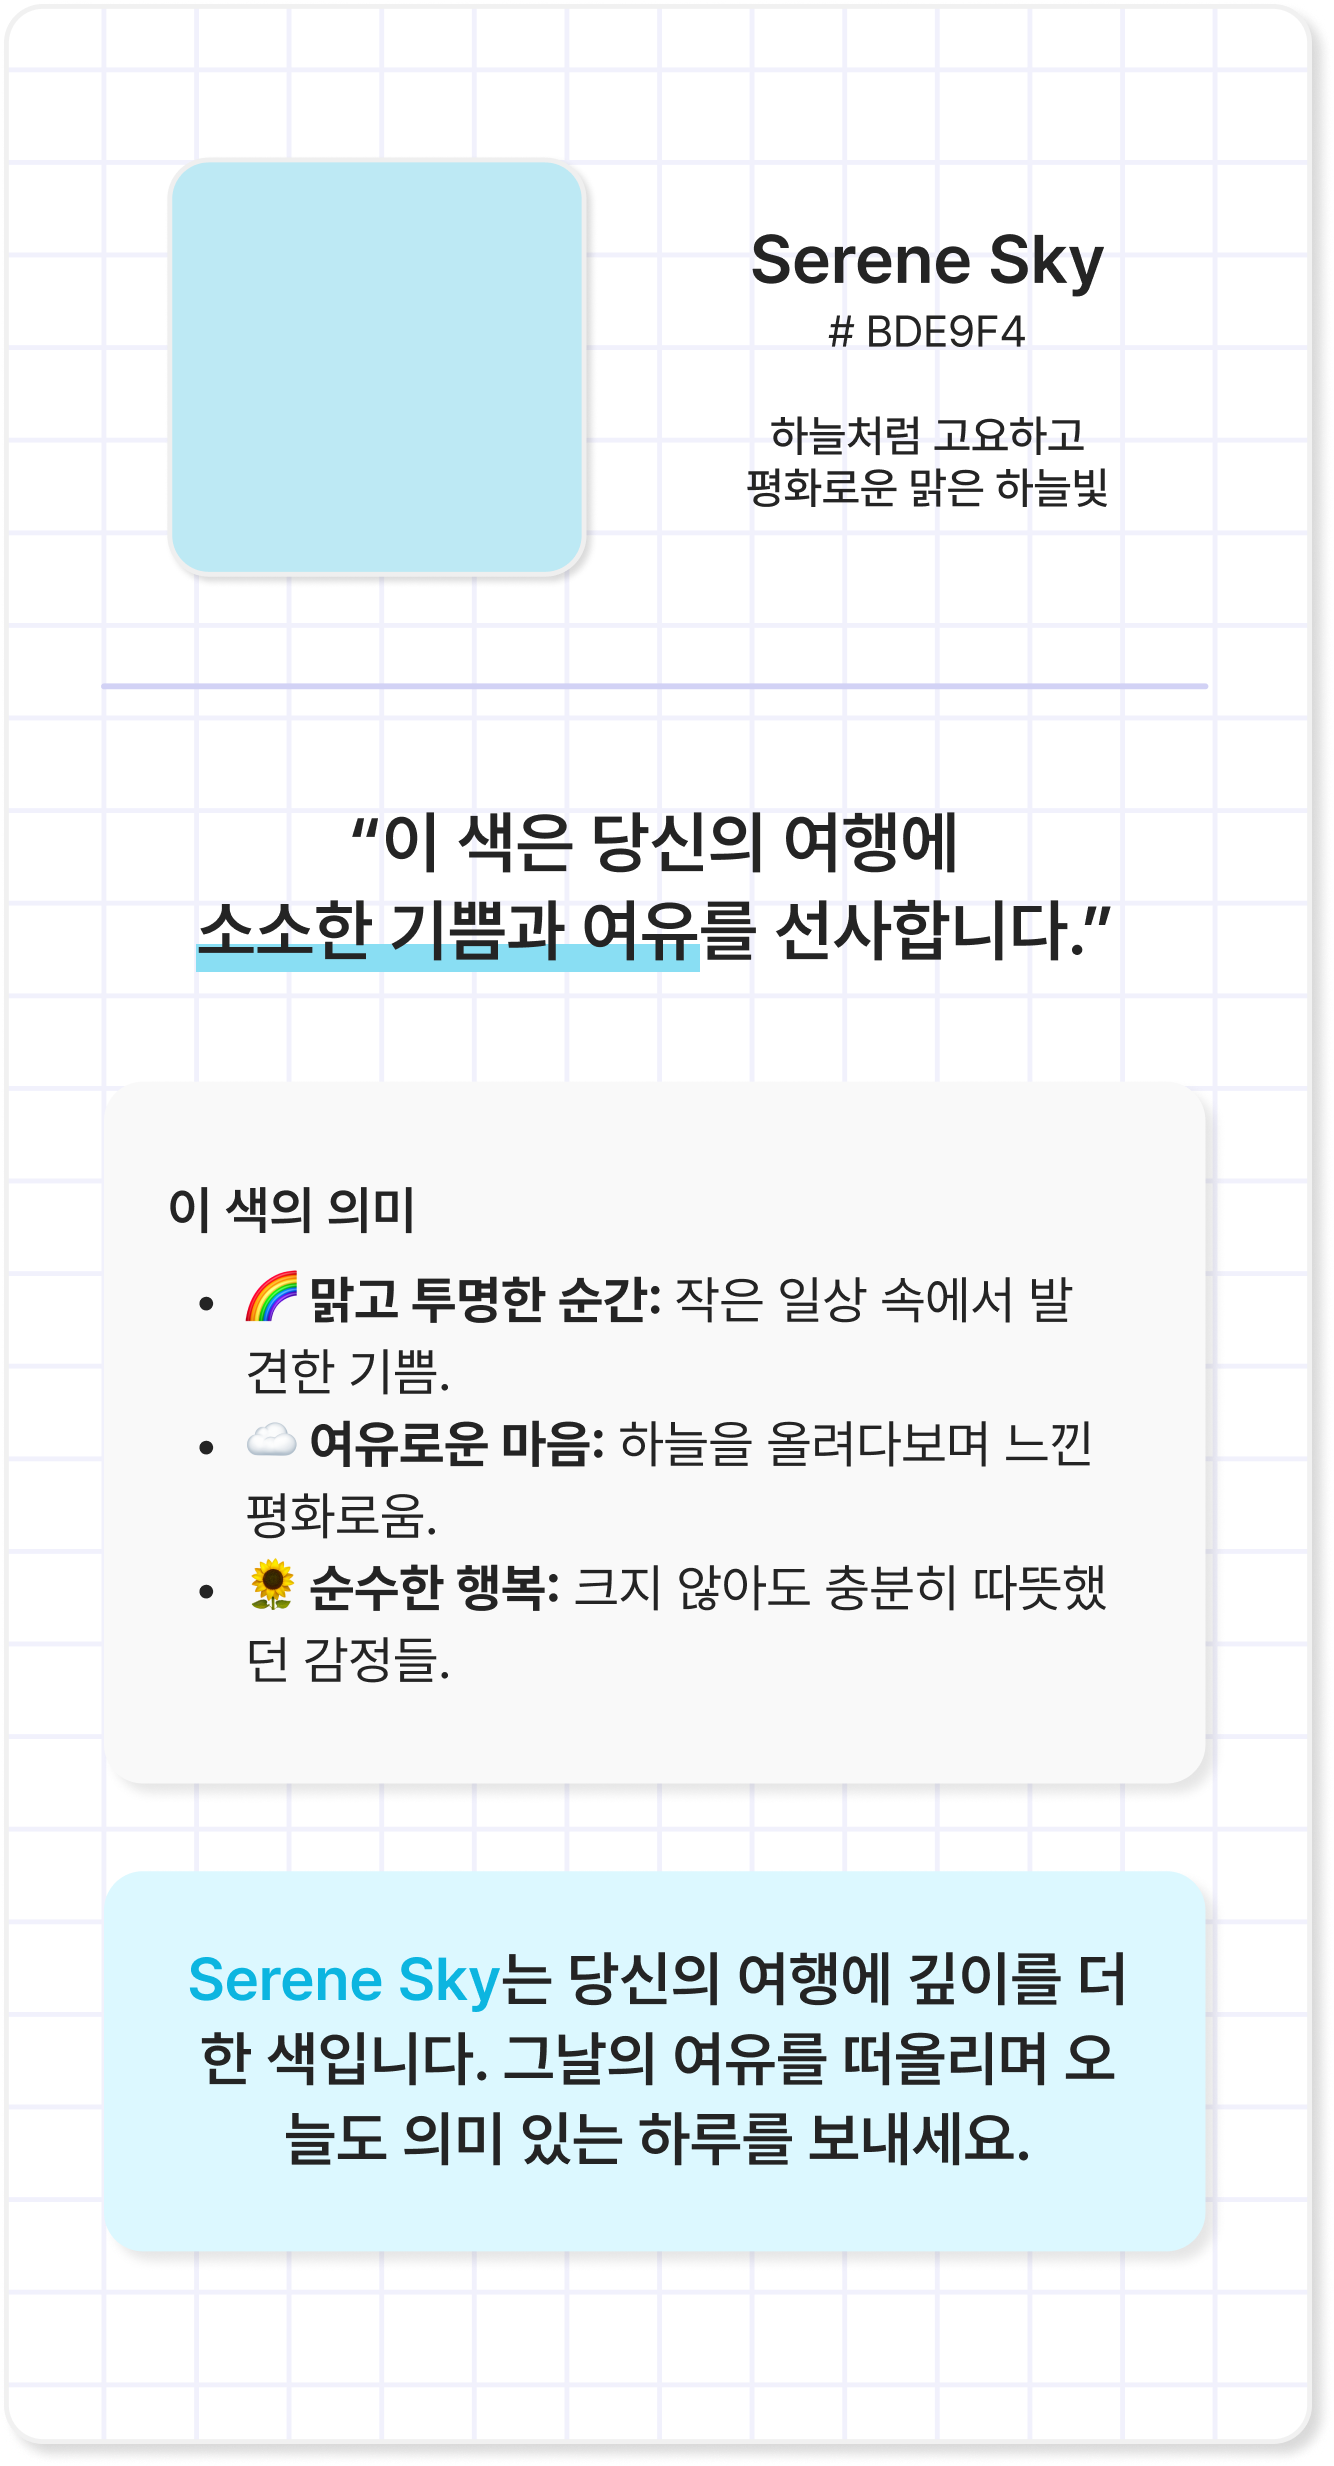 Serene Sky
# BDE9F4
하늘처럼 고요하고
평화로운 맑은 하늘빛
“이 색은 당신의 여행에
소소한 기쁨과 여유를 선사합니다.”
이 색의 의미
• 🌈 맑고 투명한 순간: 작은 일상 속에서 발
견한 기쁨.
• ☁️ 여유로운 마음: 하늘을 올려다보며 느낀
평화로움.
• 🌻 순수한 행복: 크지 않아도 충분히 따뜻했
던 감정들.
Serene Sky는 당신의 여행에 깊이를 더
한 색입니다. 그날의 여유를 떠올리며 오
늘도 의미 있는 하루를 보내세요.